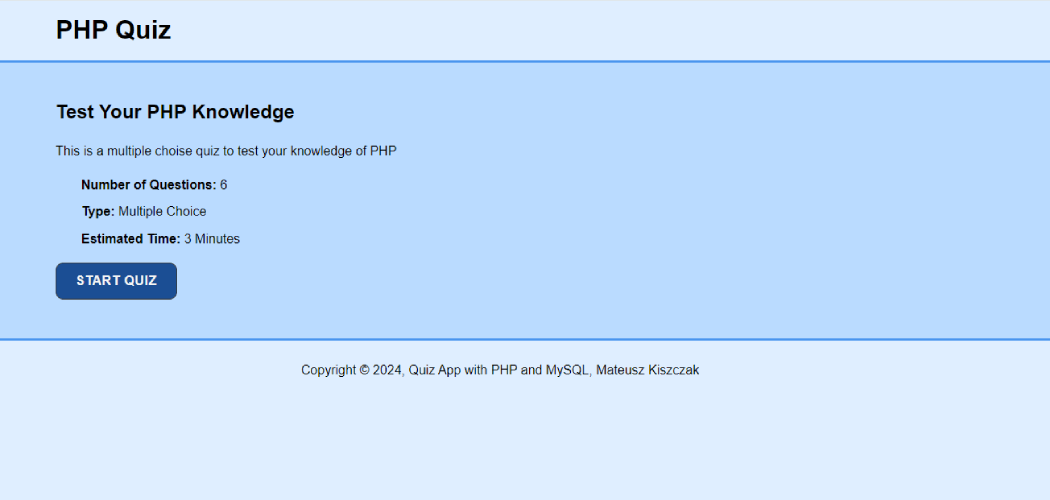 PHP Quiz
Test Your PHP Knowledge
This is a multiple choise quiz to test your knowledge of PHP
Number of Questions: 6
Type: Multiple Choice
Estimated Time: 3 Minutes
START QUIZ
Copyright © 2024, Quiz App with PHP and MySQL, Mateusz Kiszczak